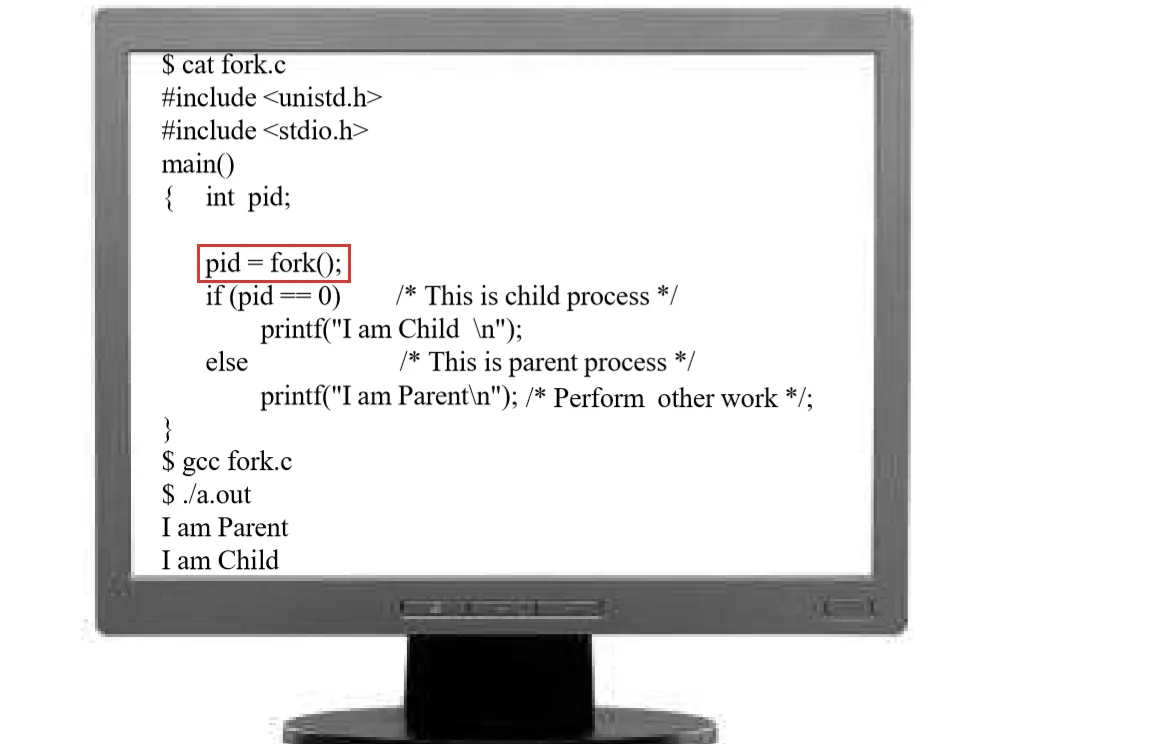 $ cat fork.c
#include <unistd.h>
#include <stdio.h>
main()
{ int pid;
pid = fork();
if (pid == 0) /* This is child process */
printf("I am Child \n");
else /* This is parent process */
printf("I am Parent\n"); /* Perform other work */;
}
$ gcc fork.c
$ ./a.out
I am Parent
I am Child